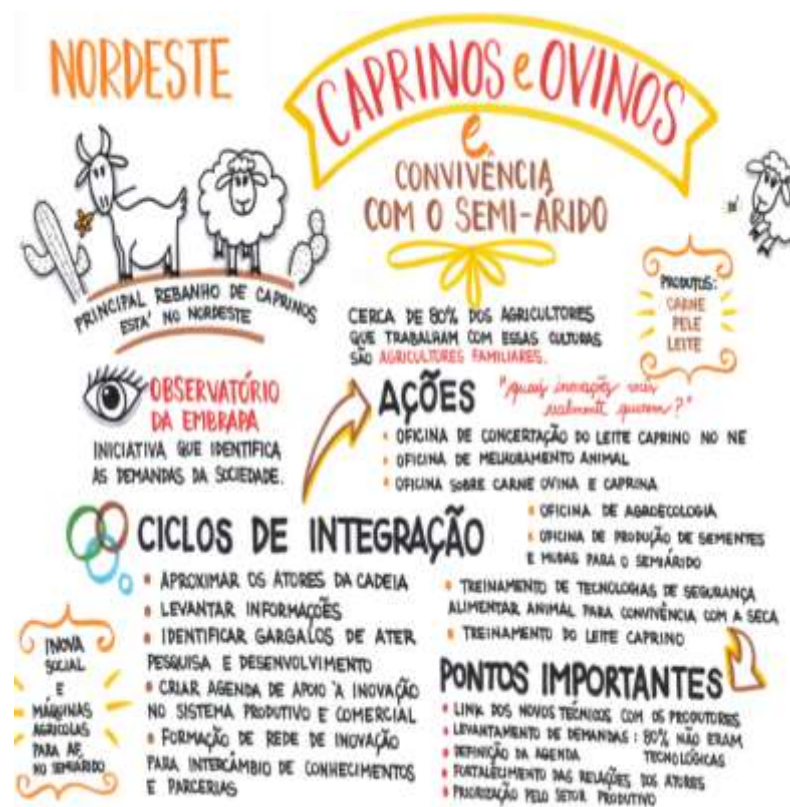 NORDESTE
CAPRINOS e OVINOS
e
CONVIVÊNCIA
COM O SEMI-ÁRIDO
PRINCIPAL REBANHO DE CAPRINOS
ESTA' NO NORDESTE
CERCA DE 80% DOS AGRICULTORES
QUE TRABALHAM COM ESSAS CULTURAS
SÃO AGRICULTORES FAMILIARES.
PRODUTOS:
CARNE
PELE
LEITE
OBSERVATÓRIO
DA EMBRAPA
INICIATIVA QUE IDENTIFICA
AS DEMANDAS DA SOCIEDADE.
AÇÕES
"quais inovações vcês
realmente querem?"
• OFICINA DE CONCERTAÇÃO DO LEITE CAPRINO NO NE
• OFICINA DE MELHORAMENTO ANIMAL
• OFICINA SOBRE CARNE OVINA E CAPRINA
• OFICINA DE AGROECOLOGIA
• OFICINA DE PRODUÇÃO DE SEMENTES
E MUDAS PARA O SEMIÁRIDO
• TREINAMENTO DE TECNOLOGIAS DE SEGURANÇA
ALIMENTAR ANIMAL PARA CONVIVÊNCIA COM A SECA
• TREINAMENTO DO LEITE CAPRINO
CICLOS DE INTEGRAÇÃO
• APROXIMAR OS ATORES DA CADEIA
• LEVANTAR INFORMAÇÕES
• IDENTIFICAR GARGALOS DE ATER
PESQUISA E DESENVOLVIMENTO
• CRIAR AGENDA DE APOIO À INOVAÇÃO
NO SISTEMA PRODUTIVO E COMERCIAL
• FORMAÇÃO DE REDE DE INOVAÇÃO
PARA INTERCÂMBIO DE CONHECIMENTOS
E PARCERIAS
INOVA
SOCIAL
E
MÁQUINAS
AGRICOLAS
PARA AF
NO SEMIÁRIDO
PONTOS IMPORTANTES
• LINK DOS NOVOS TÉCNICOS COM OS PRODUTORES
• LEVANTAMENTO DE DEMANDAS: 80% NÃO ERAM
TECNOLÓGICAS
• DEFINIÇÃO DA AGENDA
• FORTALECIMENTO DAS RELAÇÕES DOS ATORES
• PRIORIZAÇÃO PELO SETOR PRODUTIVO